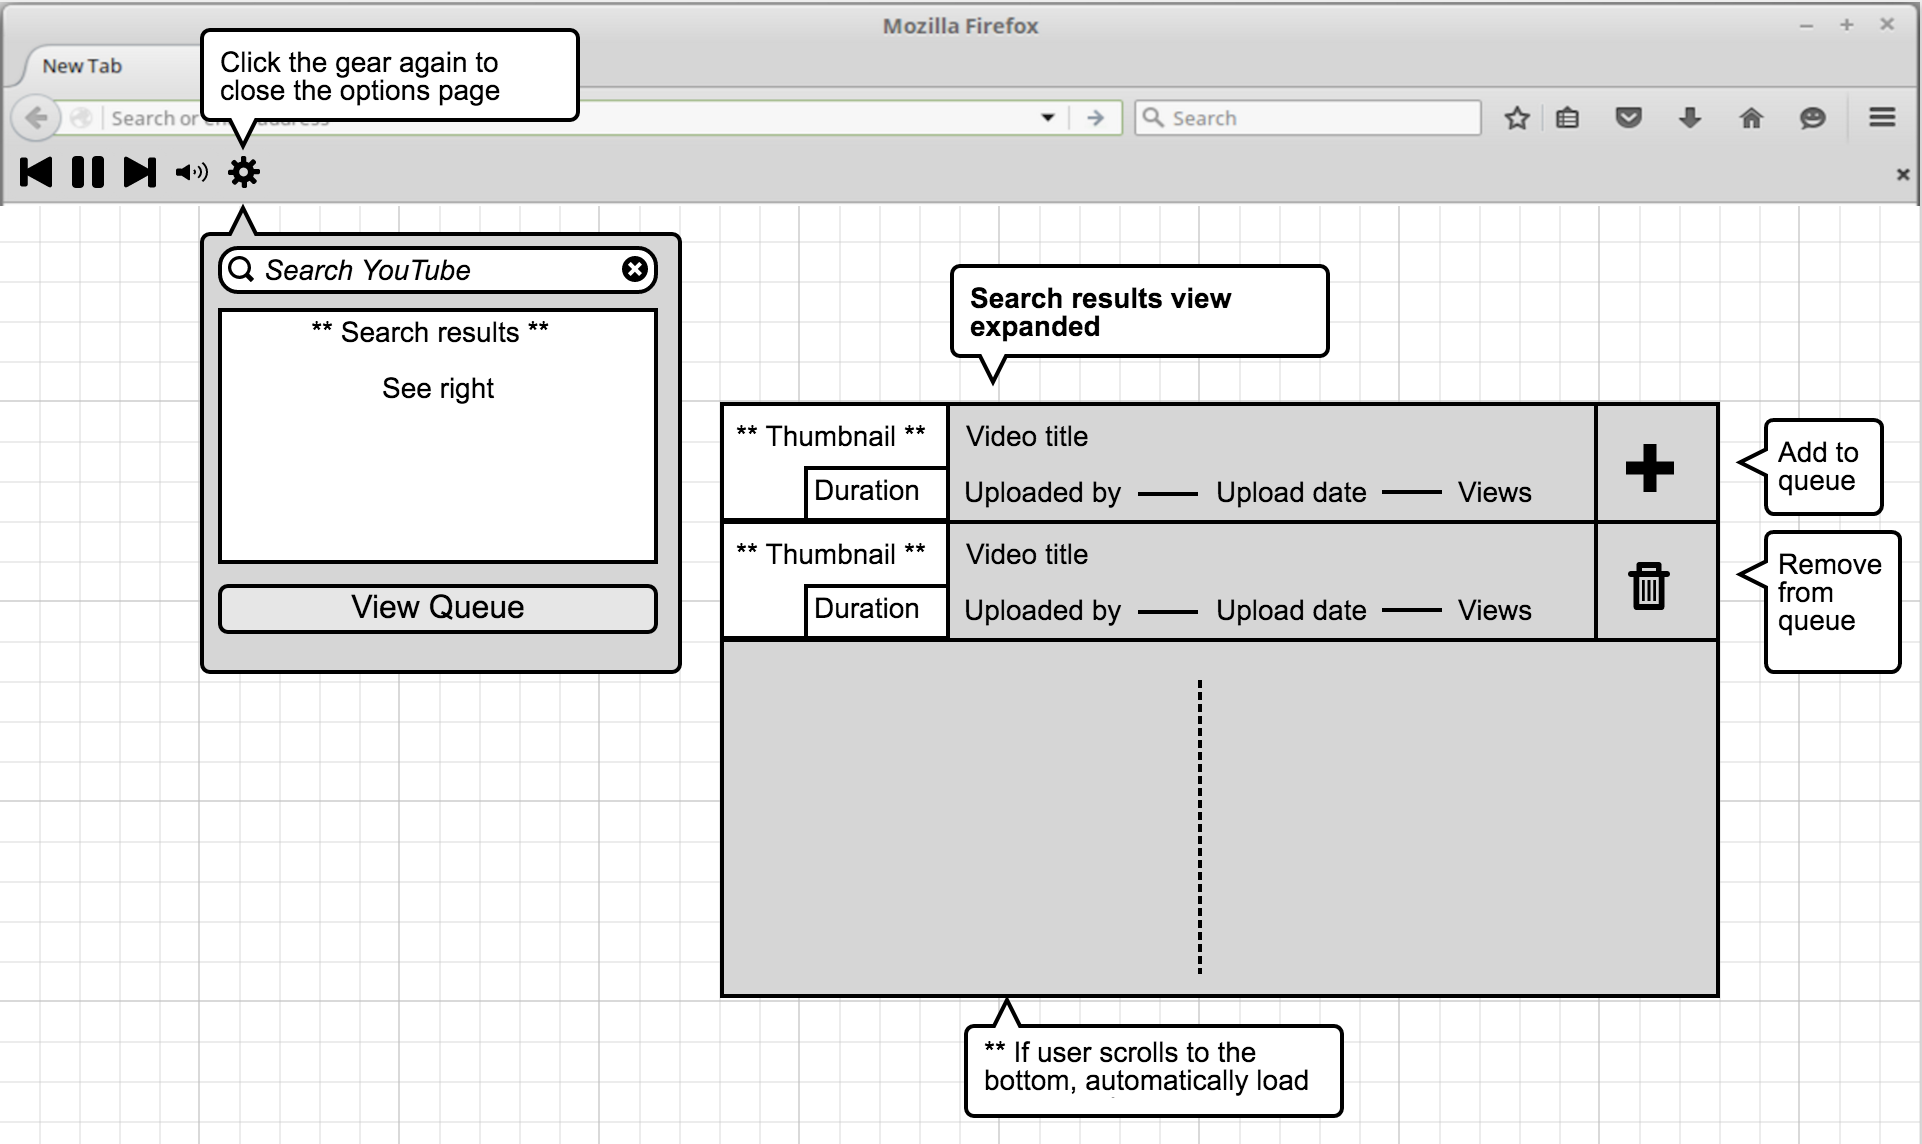 Mozilla Firefox
New Tab
Click the gear again to
close the options page
Search or
Search
Search YouTube
** Search results **
See right
View Queue
Search results view
expanded
** Thumbnail **
Video title
Duration
Uploaded by
Upload date
Views
Add to
queue
** Thumbnail **
Video title
Duration
Uploaded by
Upload date
Views
Remove
from
queue
** If user scrolls to the
bottom, automatically load